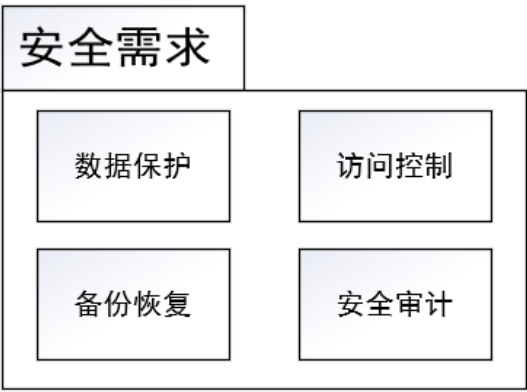 安全需求
数据保护
访问控制
备份恢复
安全审计